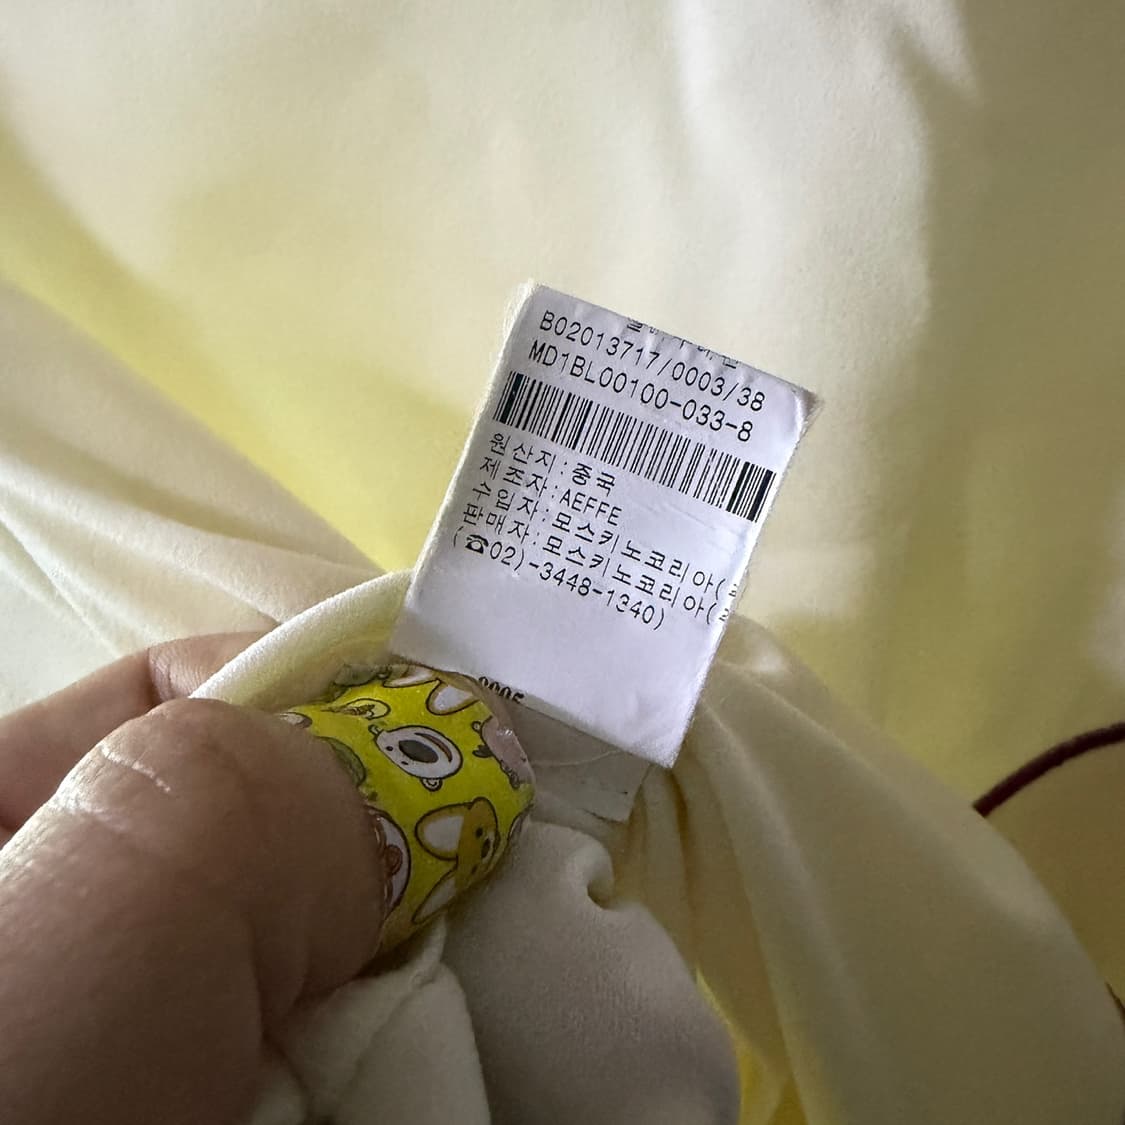 B02013717/0003/38
MD1BL00100-033-8
원산지:중국
제조자:AEFFE
수입자:모스키노코리아(
판매자:모스키노코리아(
(☎02)-3448-1340)